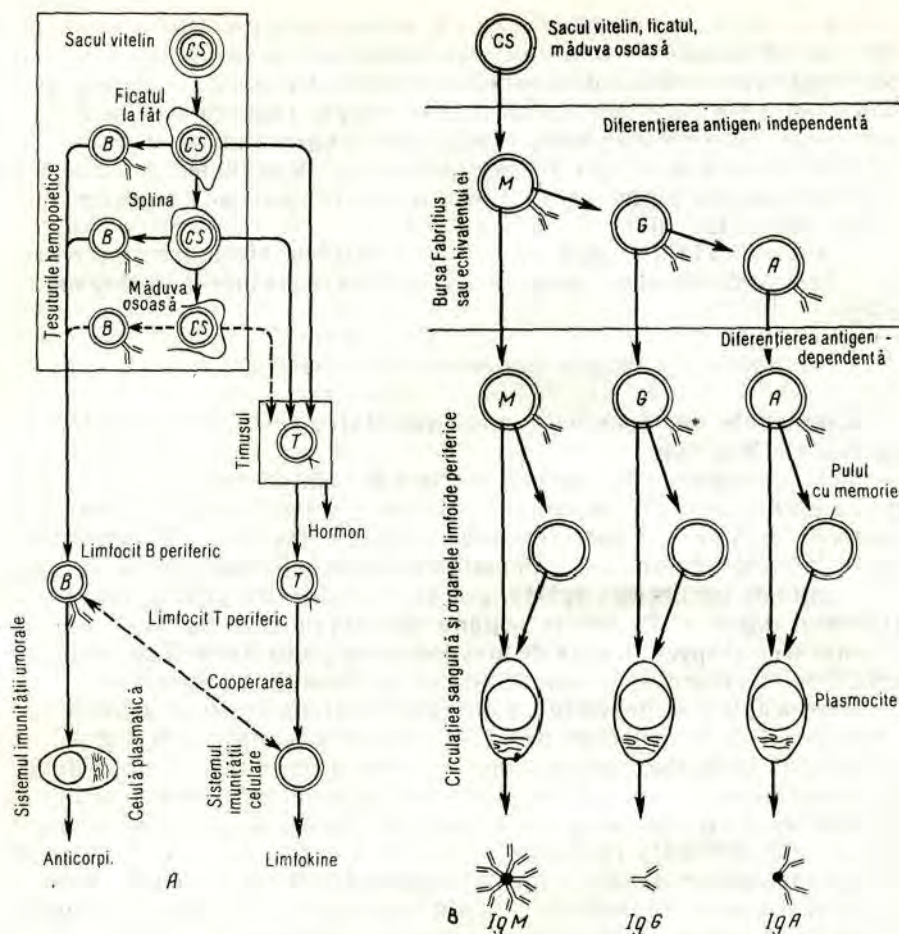 Sacul vitelin
CS
Ficatul
la făt
B
CS
Splina
B
CS
Măduva
osoasă
B
CS
Țesuturile hemopoietice
Timusul
T
Hormon
Limfocit B periferic
B
T
Limfocit T periferic
Cooperarea
Sistemul imunității umorale
Celulă plasmatică
Sistemul
imunității
celulare
Anticorpi.
Limfokine
A
CS
Sacul vitelin, ficatul,
măduva osoasă
Diferențierea antigen independentă
Bursa Fabrițius
sau echivalentul ei
M
G
A
Diferențierea antigen -
dependentă
M
G
A
Pulul
cu memorie
Circulația sanguină și organele limfoide periferice
Plasmocite
B
IgM
IgG
IgA